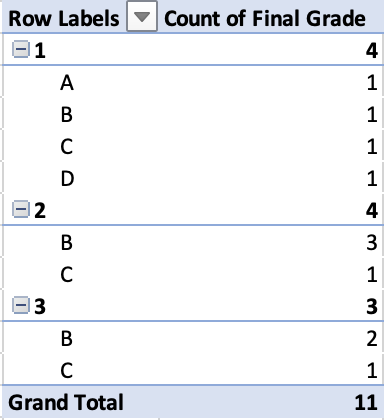 Row Labels Count of Final Grade
1 4
A 1
B 1
C 1
D 1
2 4
B 3
C 1
3 3
B 2
C 1
Grand Total 11